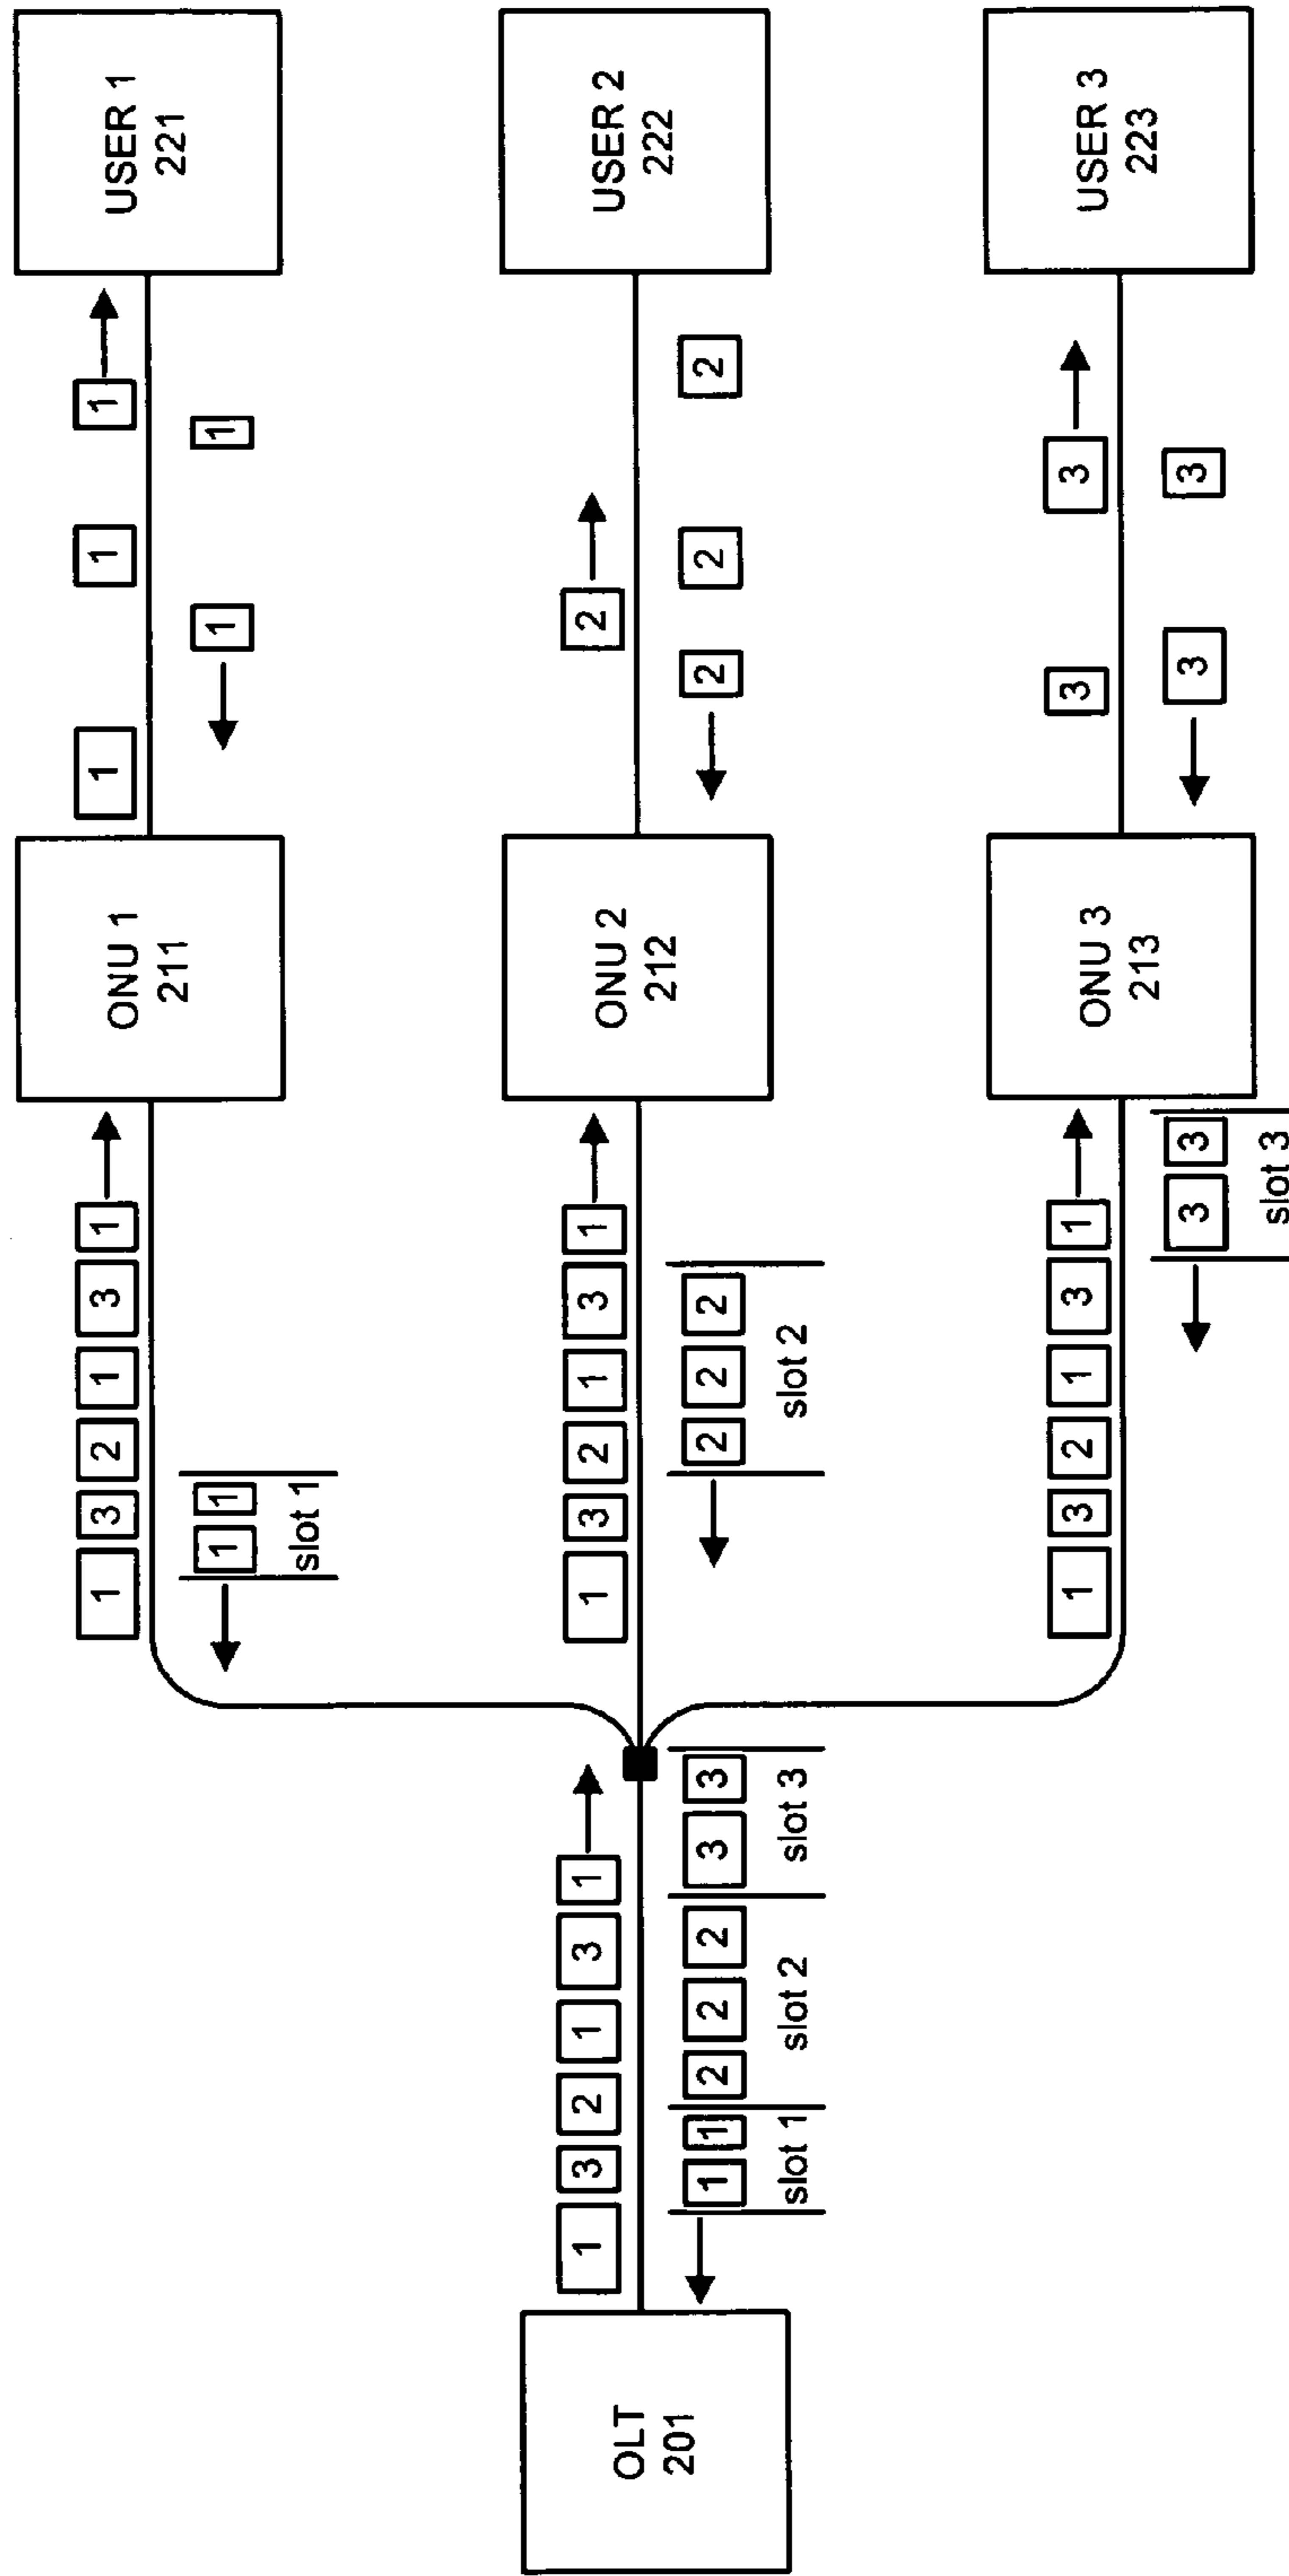 1 3 2 1 3 1
ONU 1
211
1 1 1
USER 1
221
1 1
slot 1
1 1
OLT
201
1 3 2 1 3 1
1 1 2 2 2 3 3
slot 1 slot 2 slot 3
1 3 2 1 3 1
2 2 2
slot 2
ONU 2
212
2
2 2 2
USER 2
222
1 3 2 1 3 1
3 3
slot 3
ONU 3
213
3 3
3 3
USER 3
223